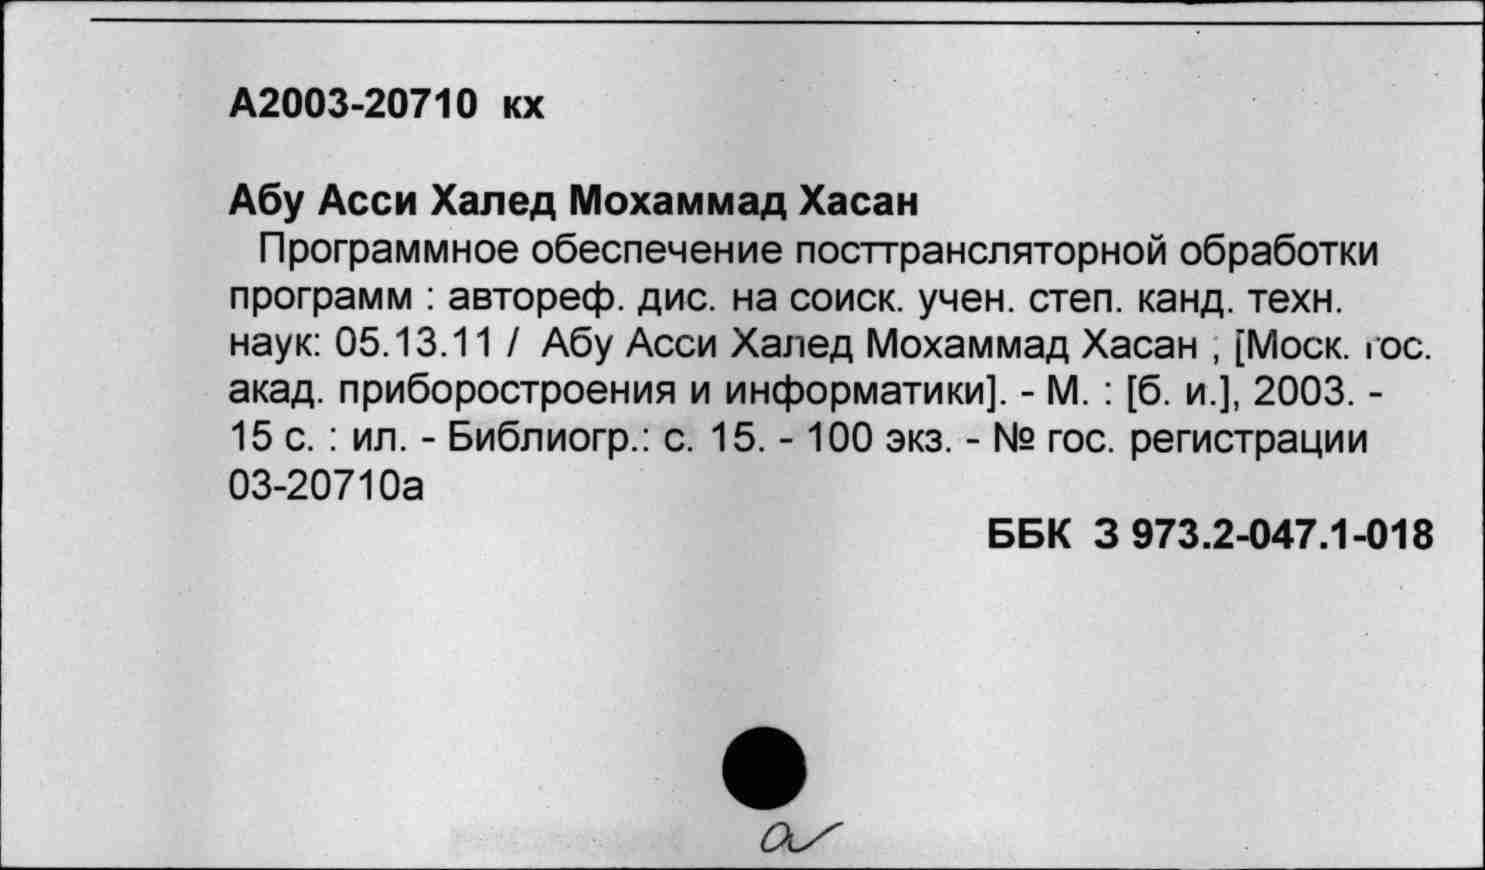 А2003-20710 кх
Абу Асси Халед Мохаммад Хасан
Программное обеспечение посттрансляторной обработки
программ : автореф. дис. на соиск. учен. степ. канд. техн.
наук: 05.13.11 / Абу Асси Халед Мохаммад Хасан ; [Моск. гос.
акад. приборостроения и информатики]. - М. : [б. и.], 2003. -
15 с. : ил. - Библиогр.: с. 15. - 100 экз. - № гос. регистрации
03-20710а
ББК З 973.2-047.1-018